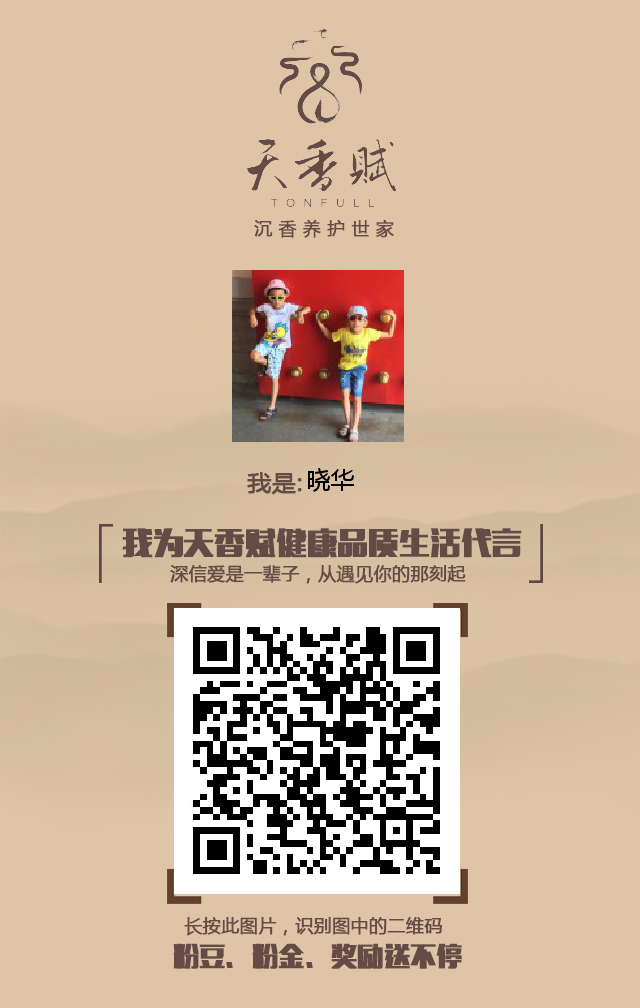 天香赋
TONFULL
沉香养护世家
我是:晓华
我为天香赋健康品质生活代言
深信爱是一辈子，从遇见你的那刻起
长按此图片，识别图中的二维码
粉豆、粉金、奖励送不停